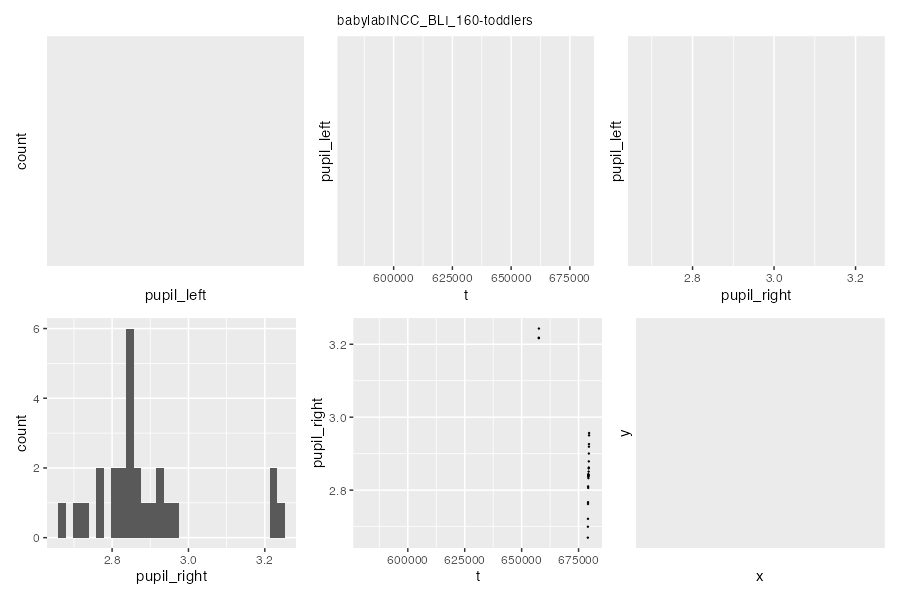 babylabiNCC_BLI_160-toddlers
count
pupil_left
pupil_left
600000 625000 650000 675000
t
pupil_left
2.8 3.0 3.2
pupil_right
count
6
4
2
0
2.8 3.0 3.2
pupil_right
pupil_right
3.2
3.0
2.8
600000 625000 650000 675000
t
y
x